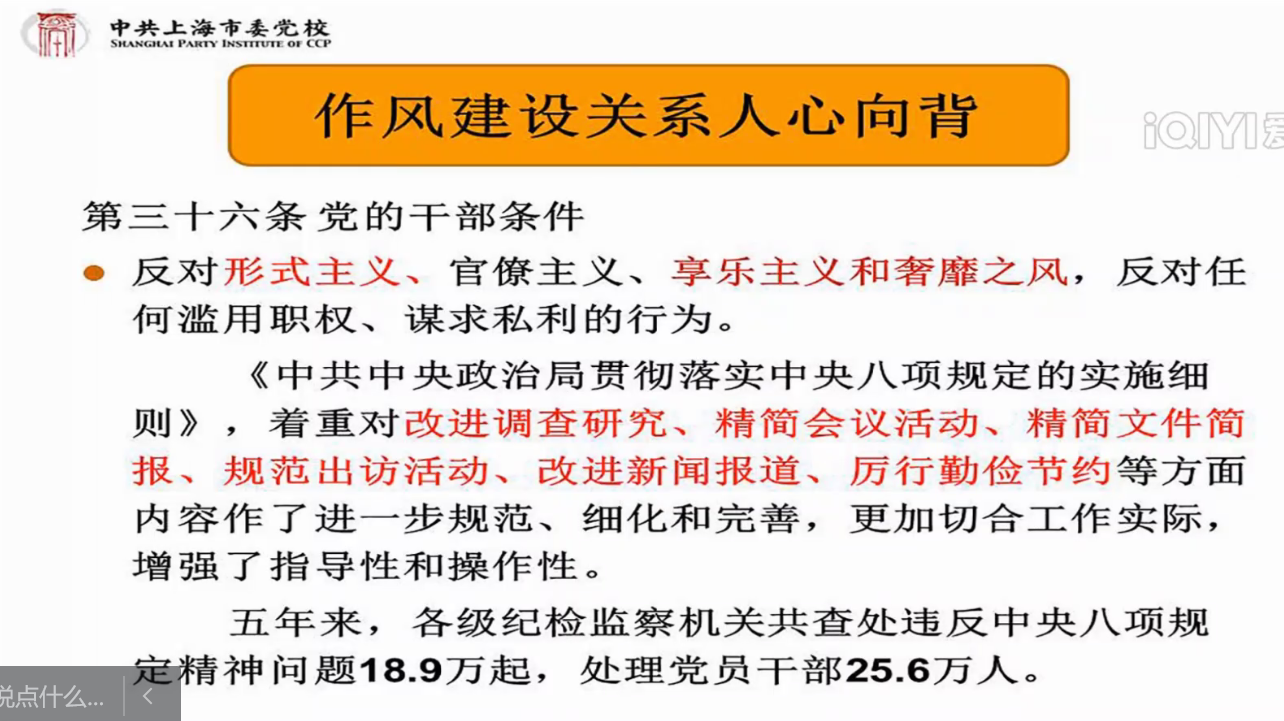 中共上海市委党校
SHANGHAI PARTY INSTITUTE OF CCP
作风建设关系人心向背
iQIYI爱
第三十六条 党的干部条件
反对形式主义、官僚主义、享乐主义和奢靡之风，反对任
何滥用职权、谋求私利的行为。
《中共中央政治局贯彻落实中央八项规定的实施细
则》，着重对改进调查研究、精简会议活动、精简文件简
报、规范出访活动、改进新闻报道、厉行勤俭节约等方面
内容作了进一步规范、细化和完善，更加切合工作实际，
增强了指导性和操作性。
五年来，各级纪检监察机关共查处违反中央八项规
定精神问题18.9万起，处理党员干部25.6万人。
说点什么...